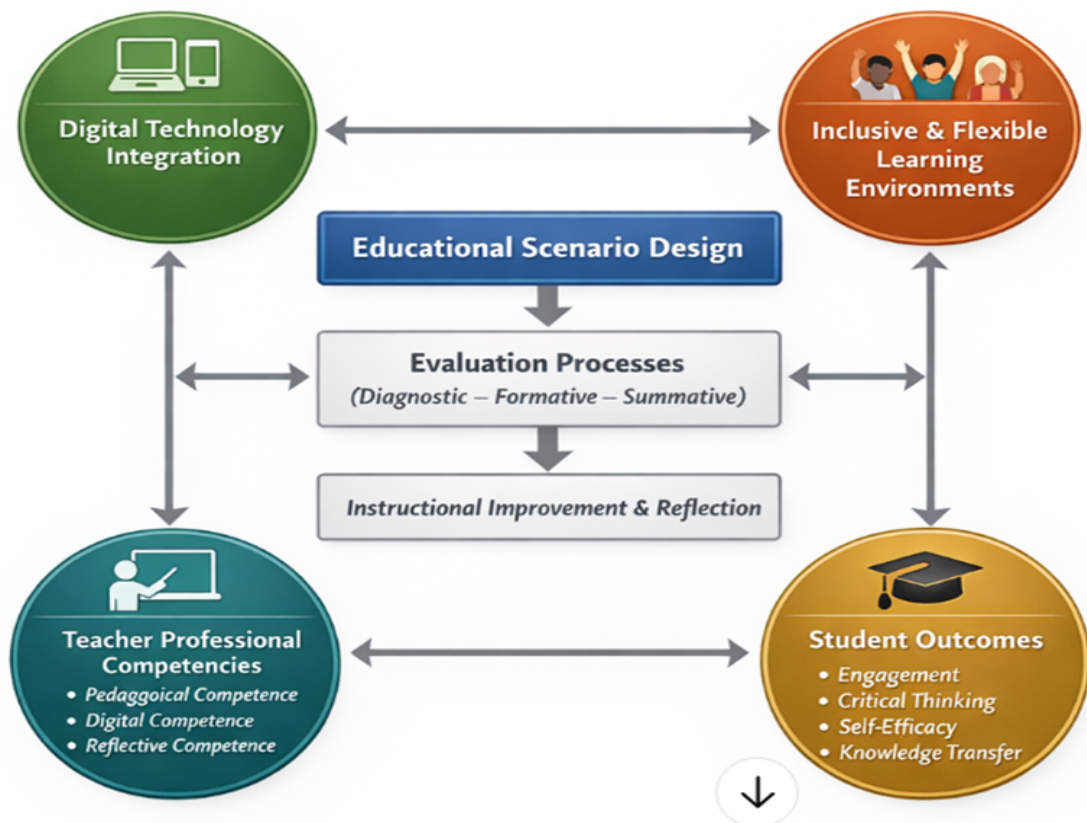 Digital Technology
Integration
Inclusive & Flexible
Learning
Environments
Educational Scenario Design
Evaluation Processes
(Diagnostic – Formative – Summative)
Instructional Improvement & Reflection
Teacher Professional
Competencies
• Pedaggoical Competence
• Digital Competence
• Reflective Competence
Student Outcomes
• Engagement
• Critical Thinking
• Self-Efficacy
• Knowledge Transfer